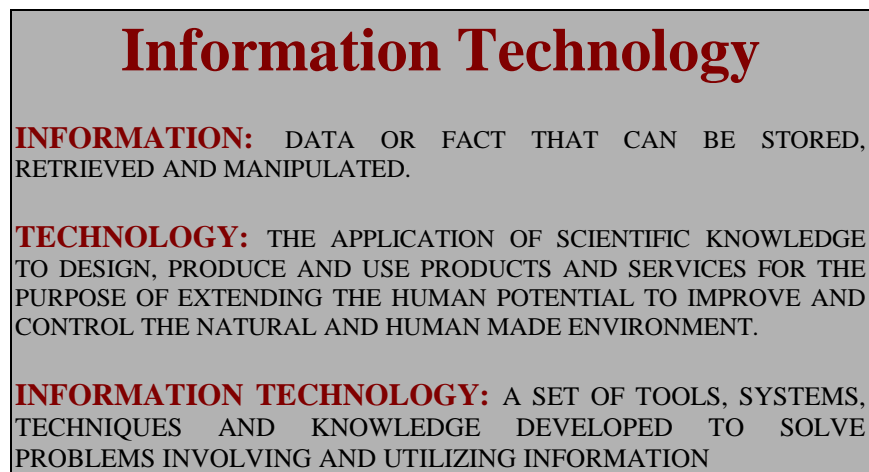 Information Technology
INFORMATION: DATA OR FACT THAT CAN BE STORED,
RETRIEVED AND MANIPULATED.
TECHNOLOGY: THE APPLICATION OF SCIENTIFIC KNOWLEDGE
TO DESIGN, PRODUCE AND USE PRODUCTS AND SERVICES FOR THE
PURPOSE OF EXTENDING THE HUMAN POTENTIAL TO IMPROVE AND
CONTROL THE NATURAL AND HUMAN MADE ENVIRONMENT.
INFORMATION TECHNOLOGY: A SET OF TOOLS, SYSTEMS,
TECHNIQUES AND KNOWLEDGE DEVELOPED TO SOLVE
PROBLEMS INVOLVING AND UTILIZING INFORMATION